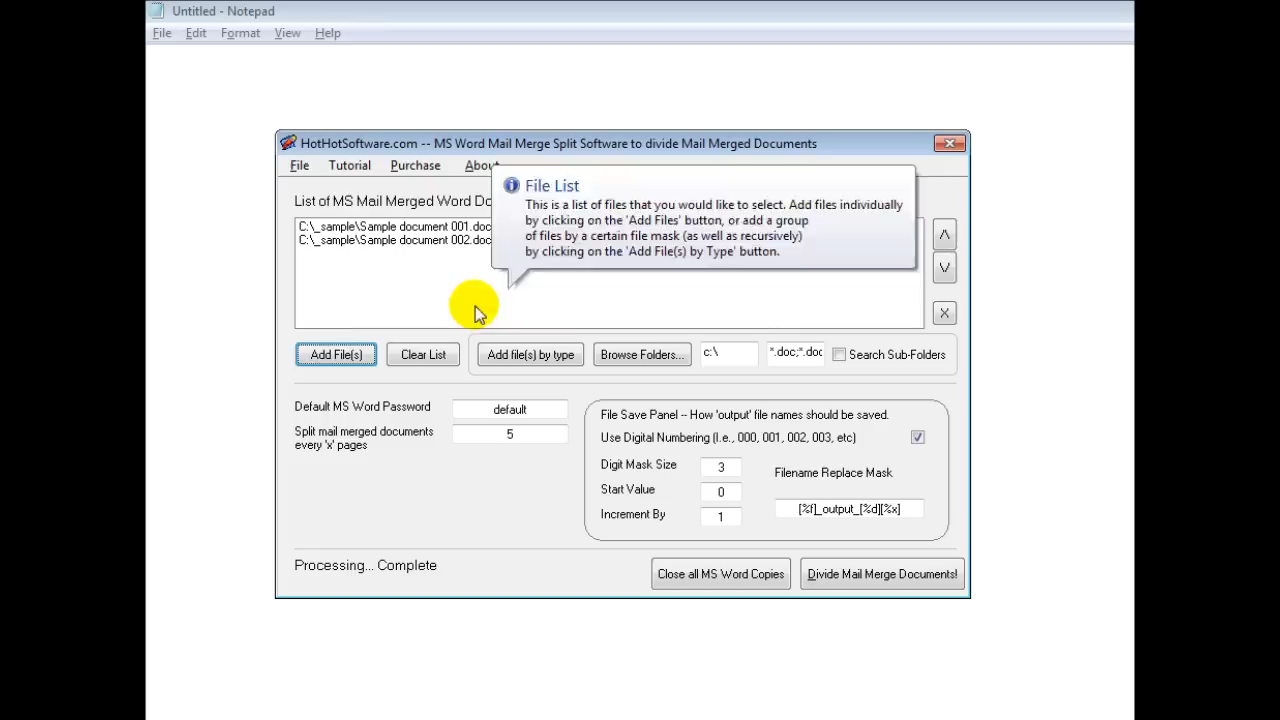 Untitled - Notepad
File Edit Format View Help
HotHotSoftware.com -- MS Word Mail Merge Split Software to divide Mail Merged Documents
File Tutorial Purchase About
File List
This is a list of files that you would like to select. Add files individually
by clicking on the 'Add Files' button, or add a group
of files by a certain file mask (as well as recursively)
by clicking on the 'Add File(s) by Type' button.
List of MS Mail Merged Word Do
C:\_sample\Sample document 001.doc
C:\_sample\Sample document 002.doc
/\
\/
X
Add File(s) Clear List Add file(s) by type Browse Folders... c:\ *.doc;*.doc Search Sub-Folders
Default MS Word Password default
Split mail merged documents
every 'x' pages 5
File Save Panel -- How 'output' file names should be saved.
Use Digital Numbering (I.e., 000, 001, 002, 003, etc)
Digit Mask Size 3
Start Value 0
Increment By 1
Filename Replace Mask
[%f]_output_[%d][%x]
Processing... Complete
Close all MS Word Copies Divide Mail Merge Documents!